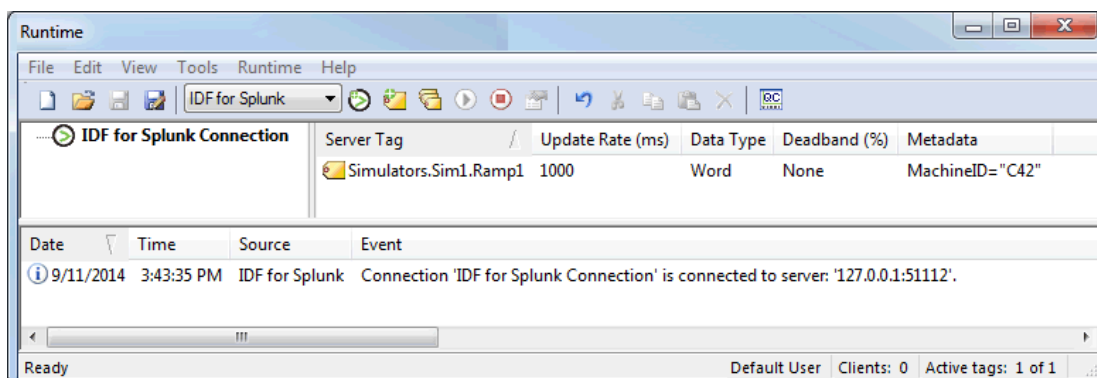 Runtime
File Edit View Tools Runtime Help
IDF for Splunk
QC
IDF for Splunk Connection
Server Tag Update Rate (ms) Data Type Deadband (%) Metadata
Simulators.Sim1.Ramp1 1000 Word None MachineID="C42"
Date Time Source Event
9/11/2014 3:43:35 PM IDF for Splunk Connection 'IDF for Splunk Connection' is connected to server: '127.0.0.1:51112'.
Ready Default User Clients: 0 Active tags: 1 of 1